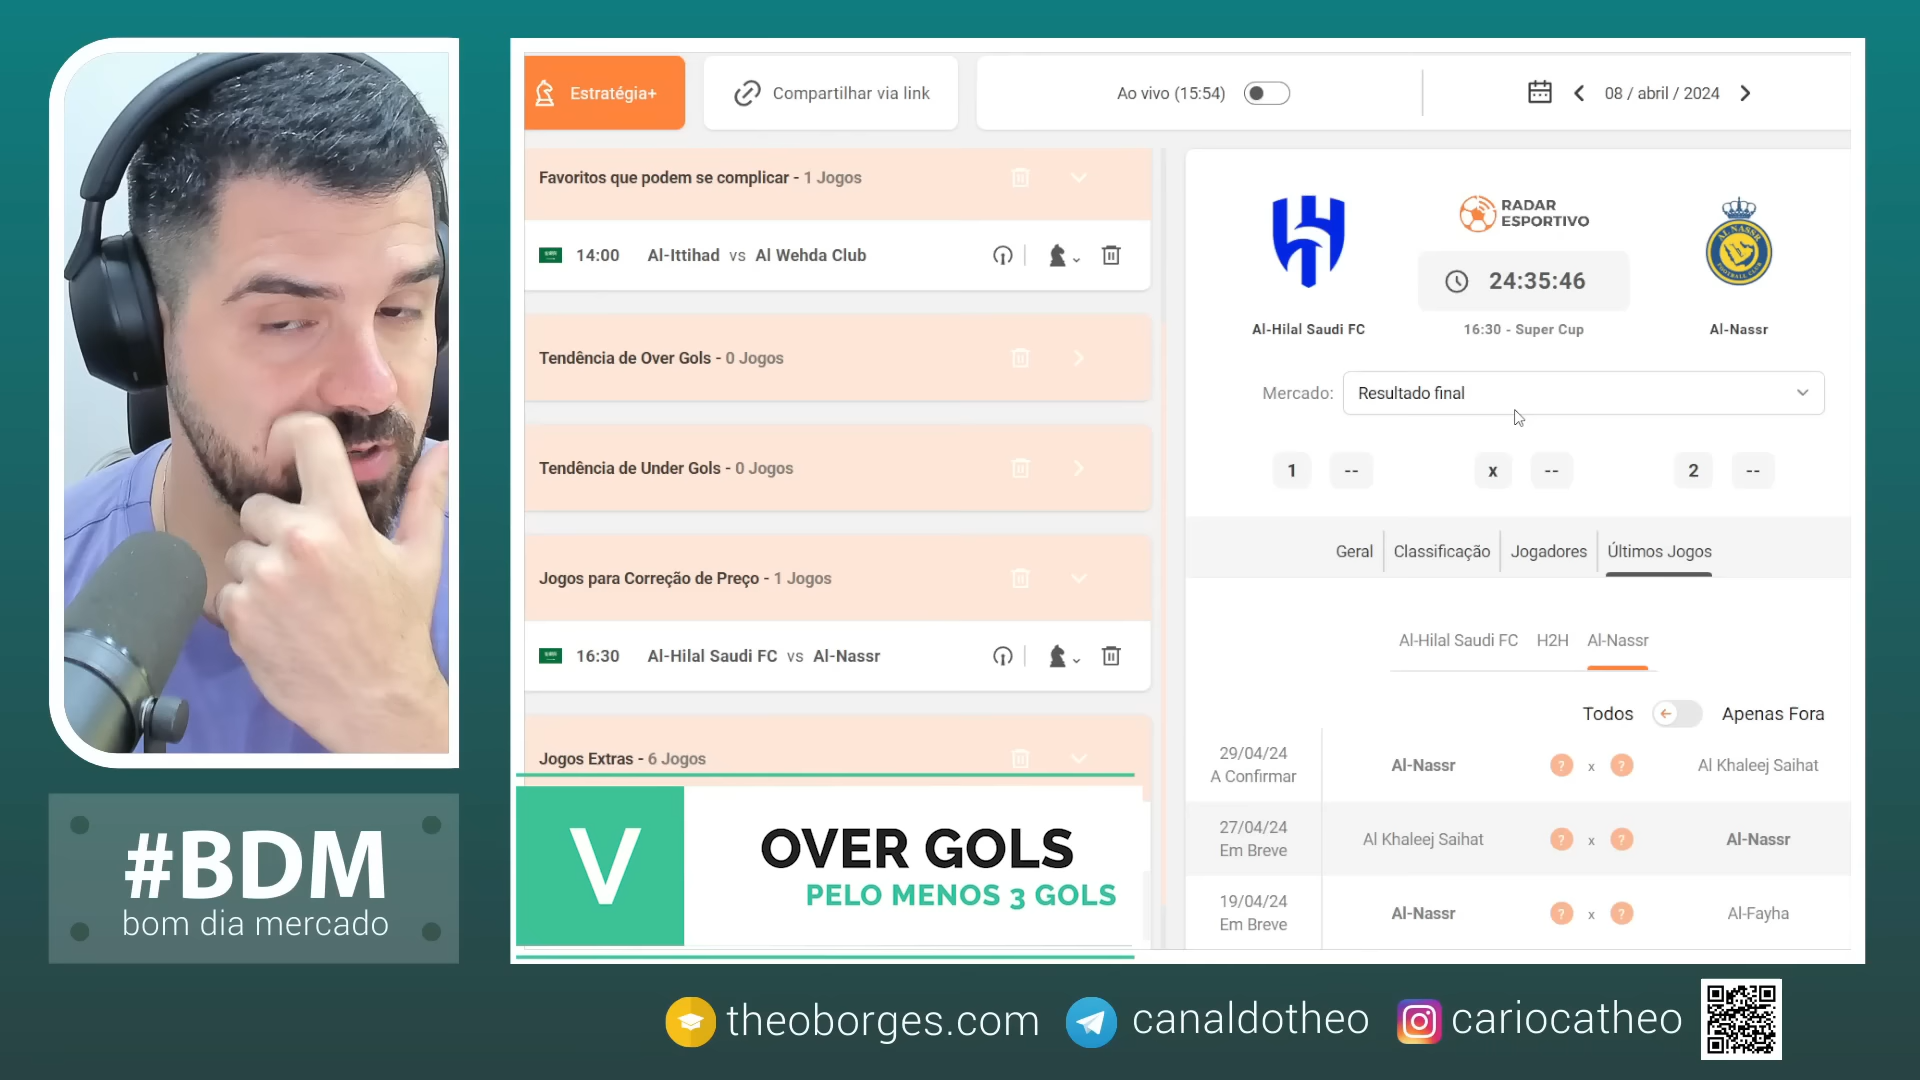 Estratégia+
Compartilhar via link
Ao vivo (15:54)
08 / abril / 2024
Favoritos que podem se complicar - 1 Jogos
14:00 Al-Ittihad vs Al Wehda Club
Tendência de Over Gols - 0 Jogos
Tendência de Under Gols - 0 Jogos
Jogos para Correção de Preço - 1 Jogos
16:30 Al-Hilal Saudi FC vs Al-Nassr
Jogos Extras - 6 Jogos
V
OVER GOLS
PELO MENOS 3 GOLS
RADAR
ESPORTIVO
AL NASSR
24:35:46
Al-Hilal Saudi FC
16:30 - Super Cup
Al-Nassr
Mercado: Resultado final
1 -- x -- 2 --
Geral Classificação Jogadores Últimos Jogos
Al-Hilal Saudi FC H2H Al-Nassr
Todos Apenas Fora
29/04/24
A Confirmar
Al-Nassr ? x ? Al Khaleej Saihat
27/04/24
Em Breve
Al Khaleej Saihat ? x ? Al-Nassr
19/04/24
Em Breve
Al-Nassr ? x ? Al-Fayha
#BDM
bom dia mercado
theoborges.com
canaldotheo
cariocatheo